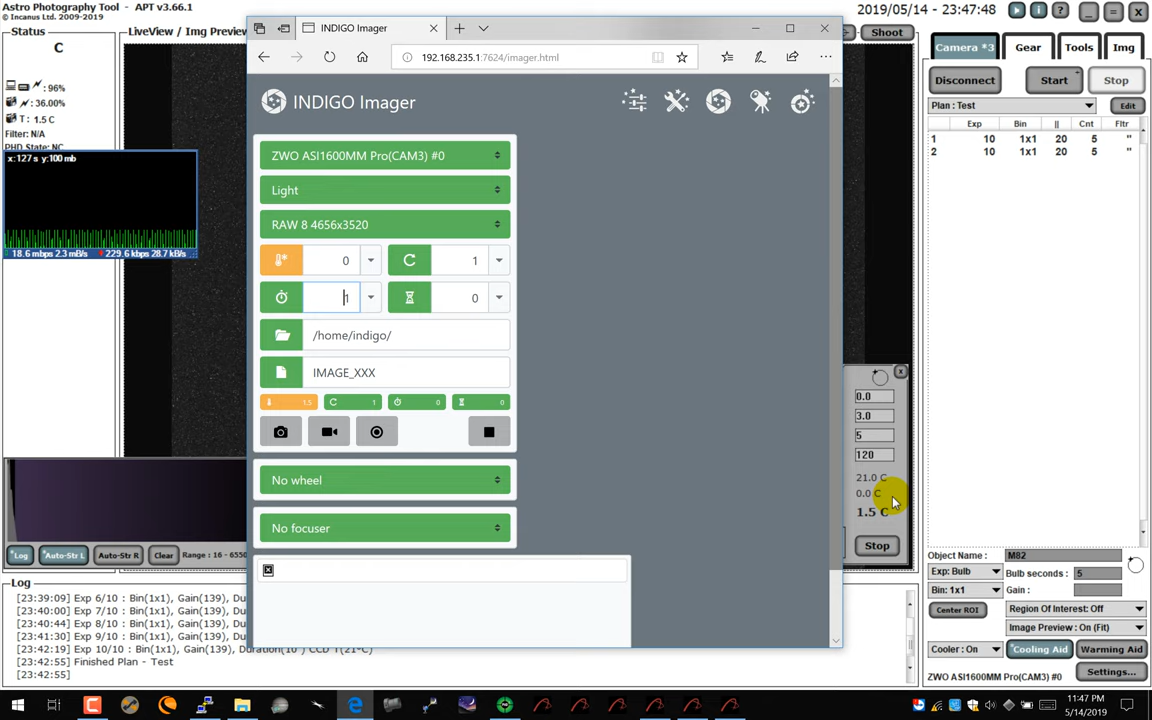 Astro Photography Tool - APT v3.66.1
© Incanus Ltd. 2009-2019
2019/05/14 - 23:47:48
Status
C
: 96%
: 36.00%
T: 1.5 C
Filter: N/A
PHD State: NC
x:127 s y:100 mb
18.6 mbps 2.3 mB/s 229.6 kbps 28.7 kB/s
LiveView / Img Preview
INDIGO Imager
192.168.235.1:7624/imager.html
INDIGO Imager
ZWO ASI1600MM Pro(CAM3) #0
Light
RAW 8 4656x3520
0 1
1 0
/home/indigo/
IMAGE_XXX
1.5 1 0 0
No wheel
No focuser
Shoot
0.0
3.0
5
120
21.0 C
0.0 C
1.5 C
Stop
Camera *3 Gear Tools Img
Disconnect Start Stop
Plan : Test Edit
Exp Bin || Cnt Fltr
1 10 1x1 20 5 "
2 10 1x1 20 5 "
*Log *Auto-Str L Auto-Str R Clear Range : 16 - 6550
Log
[23:39:09] Exp 6/10 : Bin(1x1), Gain(139), Du
[23:40:00] Exp 7/10 : Bin(1x1), Gain(139), Du
[23:40:44] Exp 8/10 : Bin(1x1), Gain(139), Du
[23:41:30] Exp 9/10 : Bin(1x1), Gain(139), Du
[23:42:19] Exp 10/10 : Bin(1x1), Gain(139), Duration(10") CCD T(21ºC)
[23:42:55] Finished Plan - Test
[23:42:55]
Object Name : M82
Exp: Bulb Bulb seconds : 5
Bin: 1x1 Gain :
Center ROI Region Of Interest: Off
Image Preview : On (Fit)
Cooler : On *Cooling Aid Warming Aid
ZWO ASI1600MM Pro(CAM3) #0 Settings...
11:47 PM
5/14/2019